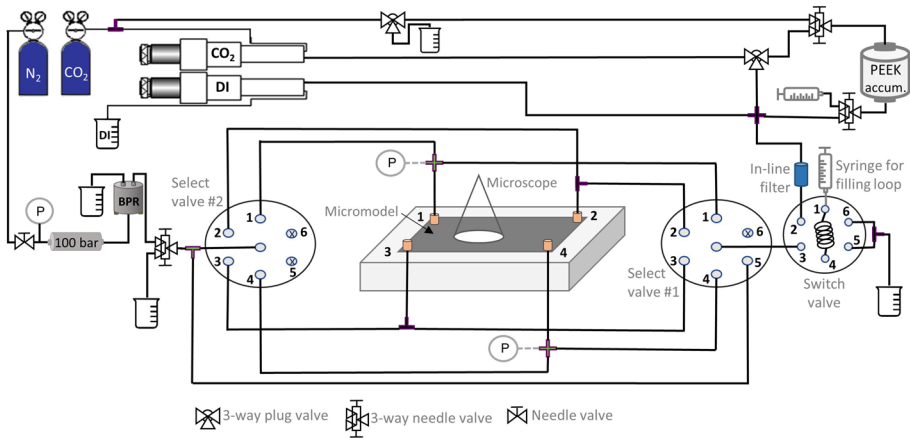 N2
CO2
CO2
DI
DI
PEEK
accum.
P
Microscope
Micromodel
1
2
3
4
Select
valve #2
1
2
3
4
5
6
Select
valve #1
1
2
3
4
5
6
In-line
filter
Syringe for
filling loop
1
2
3
4
5
6
Switch
valve
BPR
P
100 bar
P
3-way plug valve
3-way needle valve
Needle valve